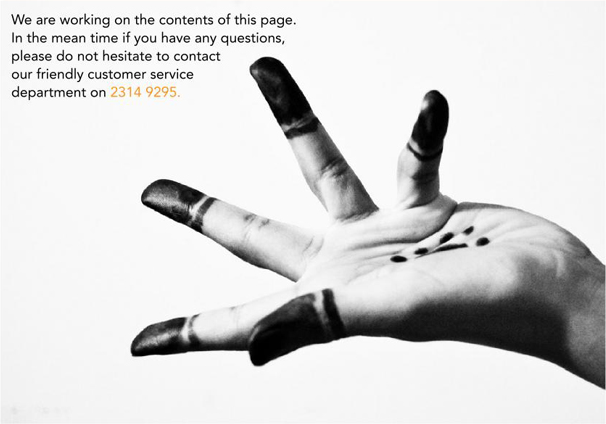 We are working on the contents of this page.
In the mean time if you have any questions,
please do not hesitate to contact
our friendly customer service
department on 2314 9295.